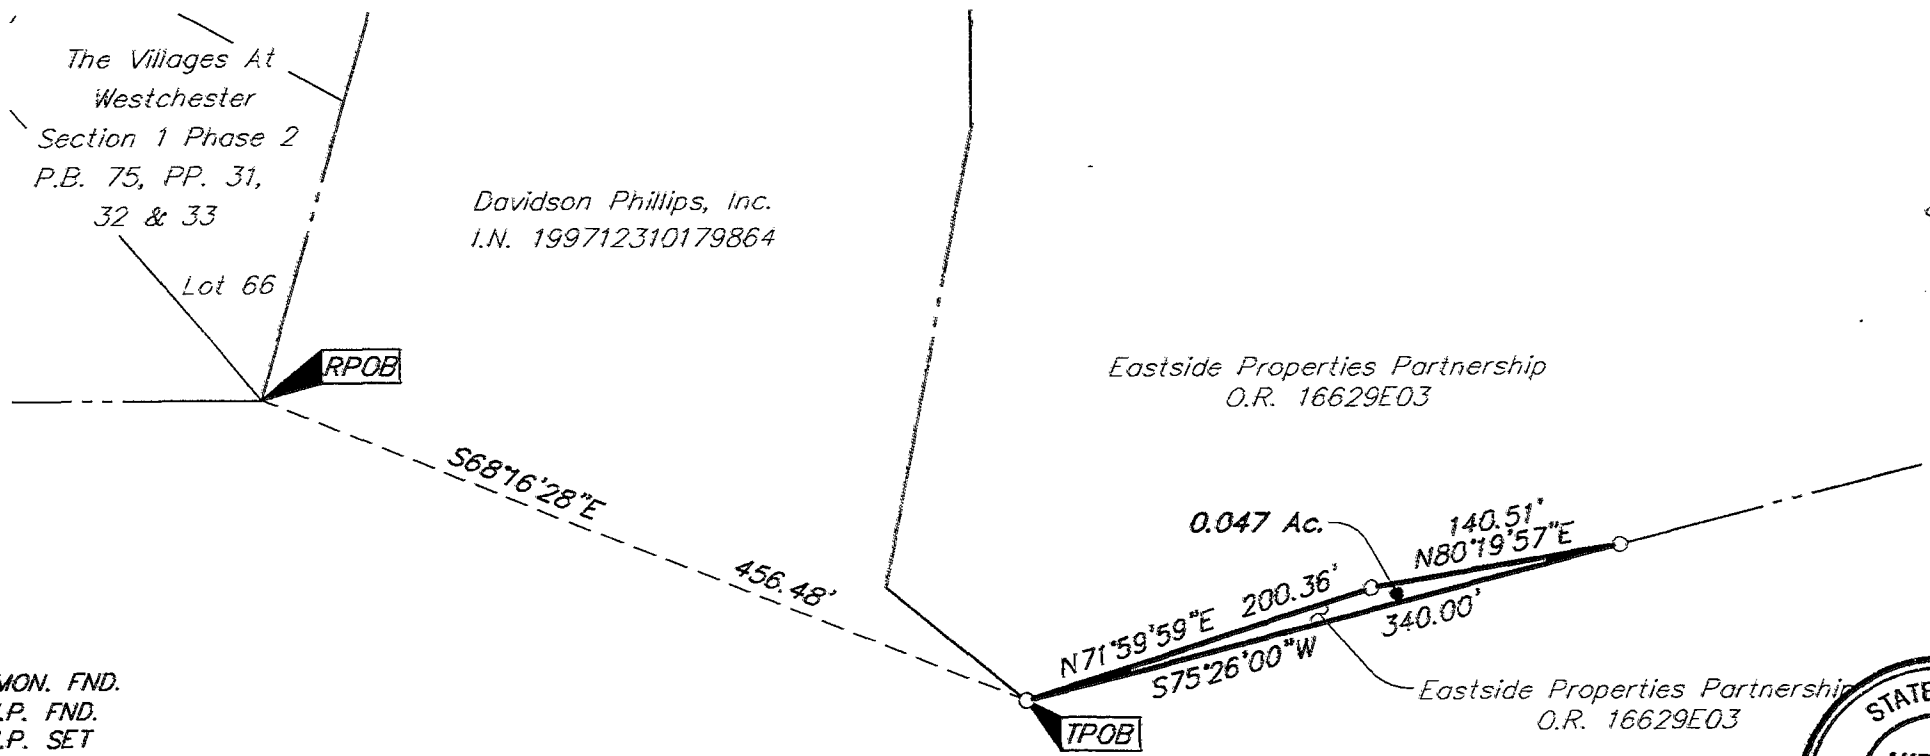 The Villages At
Westchester
Section 1 Phase 2
P.B. 75, PP. 31,
32 & 33
Lot 66
Davidson Phillips, Inc.
I.N. 199712310179864
RPOB
Eastside Properties Partnership
O.R. 16629E03
S68°16'28"E
456.48'
0.047 Ac.
140.51'
N80°19'57"E
N71°59'59"E 200.36'
S75°26'00"W 340.00'
TPOB
Eastside Properties Partnership
O.R. 16629E03
MON. FND.
.P. FND.
.P. SET
STATE